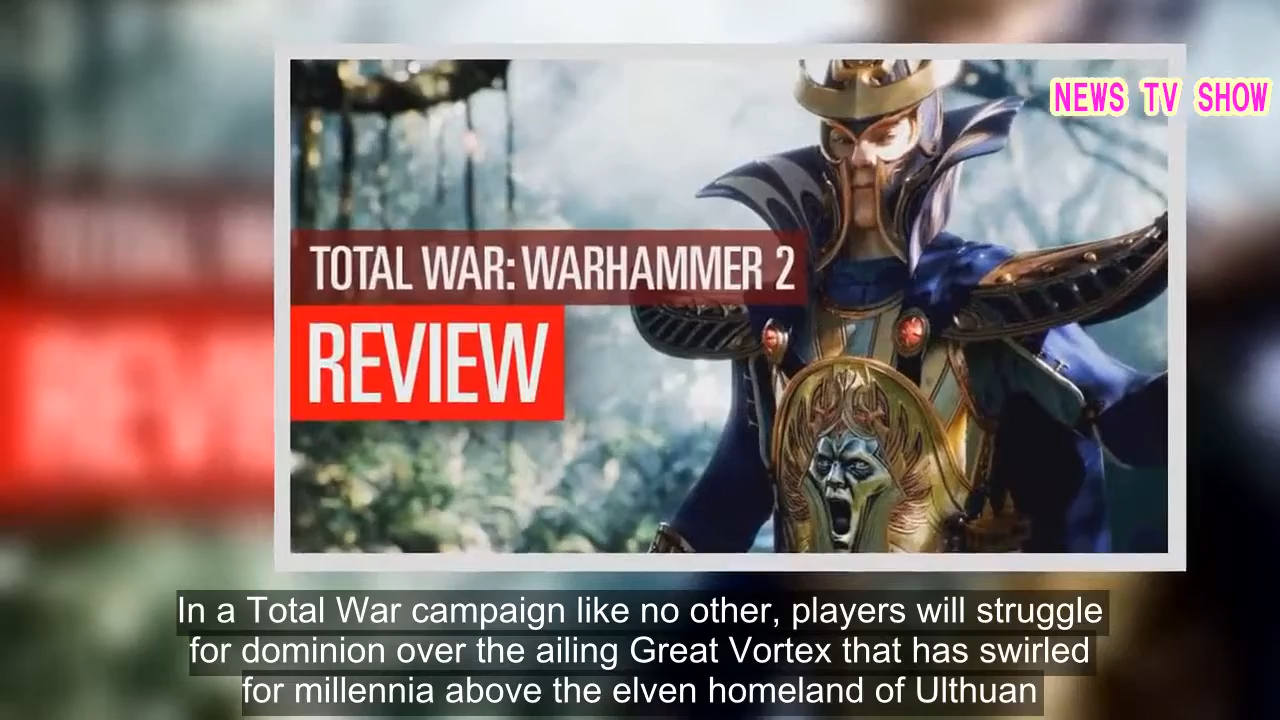 NEWS TV SHOW
TOTAL WAR: WARHAMMER 2
REVIEW
In a Total War campaign like no other, players will struggle
for dominion over the ailing Great Vortex that has swirled
for millennia above the elven homeland of Ulthuan